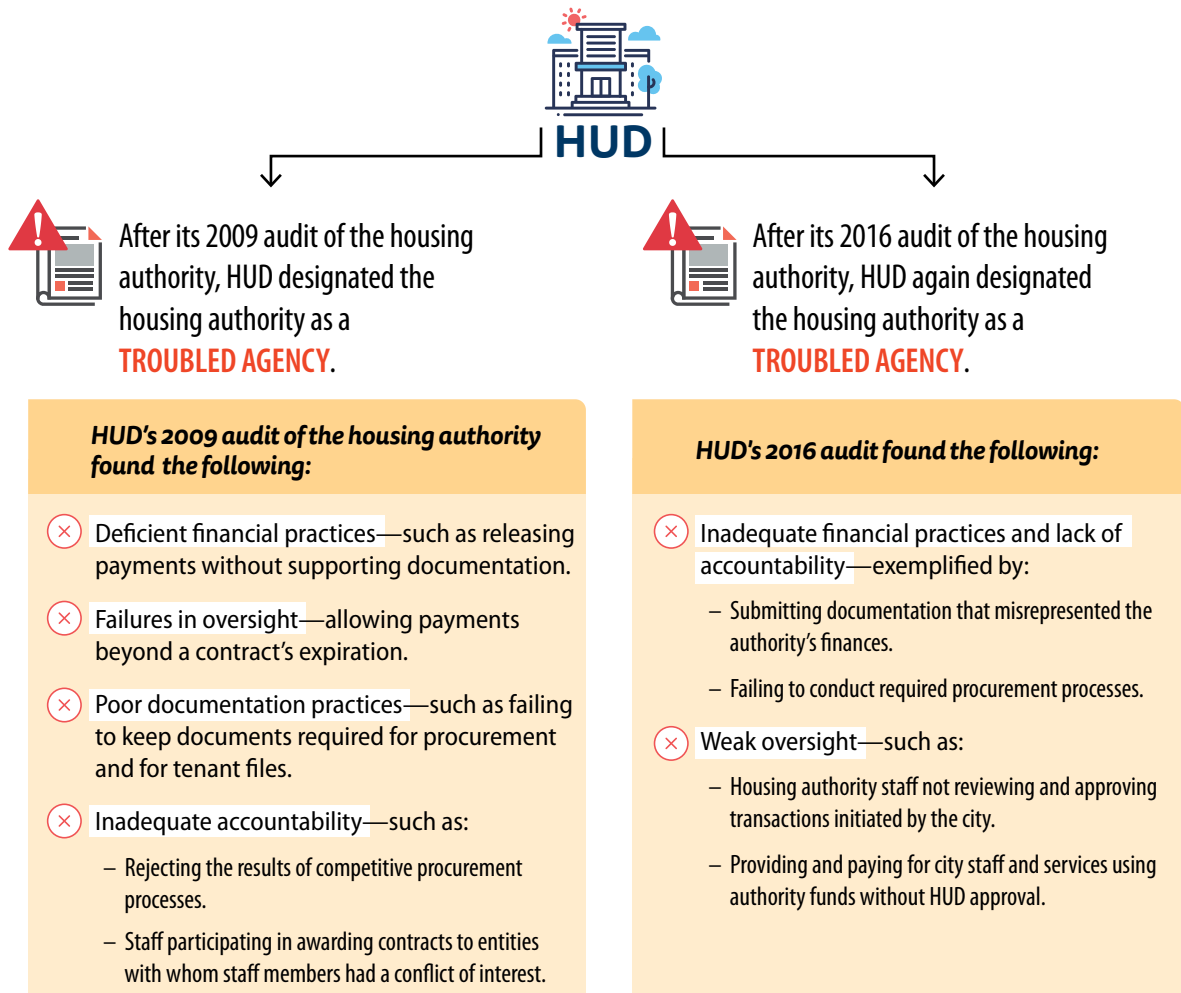 HUD
After its 2009 audit of the housing
authority, HUD designated the
housing authority as a
TROUBLED AGENCY.
HUD's 2009 audit of the housing authority
found the following:
Deficient financial practices—such as releasing
payments without supporting documentation.
Failures in oversight—allowing payments
beyond a contract's expiration.
Poor documentation practices—such as failing
to keep documents required for procurement
and for tenant files.
Inadequate accountability—such as:
– Rejecting the results of competitive procurement
processes.
– Staff participating in awarding contracts to entities
with whom staff members had a conflict of interest.
After its 2016 audit of the housing
authority, HUD again designated
the housing authority as a
TROUBLED AGENCY.
HUD's 2016 audit found the following:
Inadequate financial practices and lack of
accountability—exemplified by:
– Submitting documentation that misrepresented the
authority's finances.
– Failing to conduct required procurement processes.
Weak oversight—such as:
– Housing authority staff not reviewing and approving
transactions initiated by the city.
– Providing and paying for city staff and services using
authority funds without HUD approval.